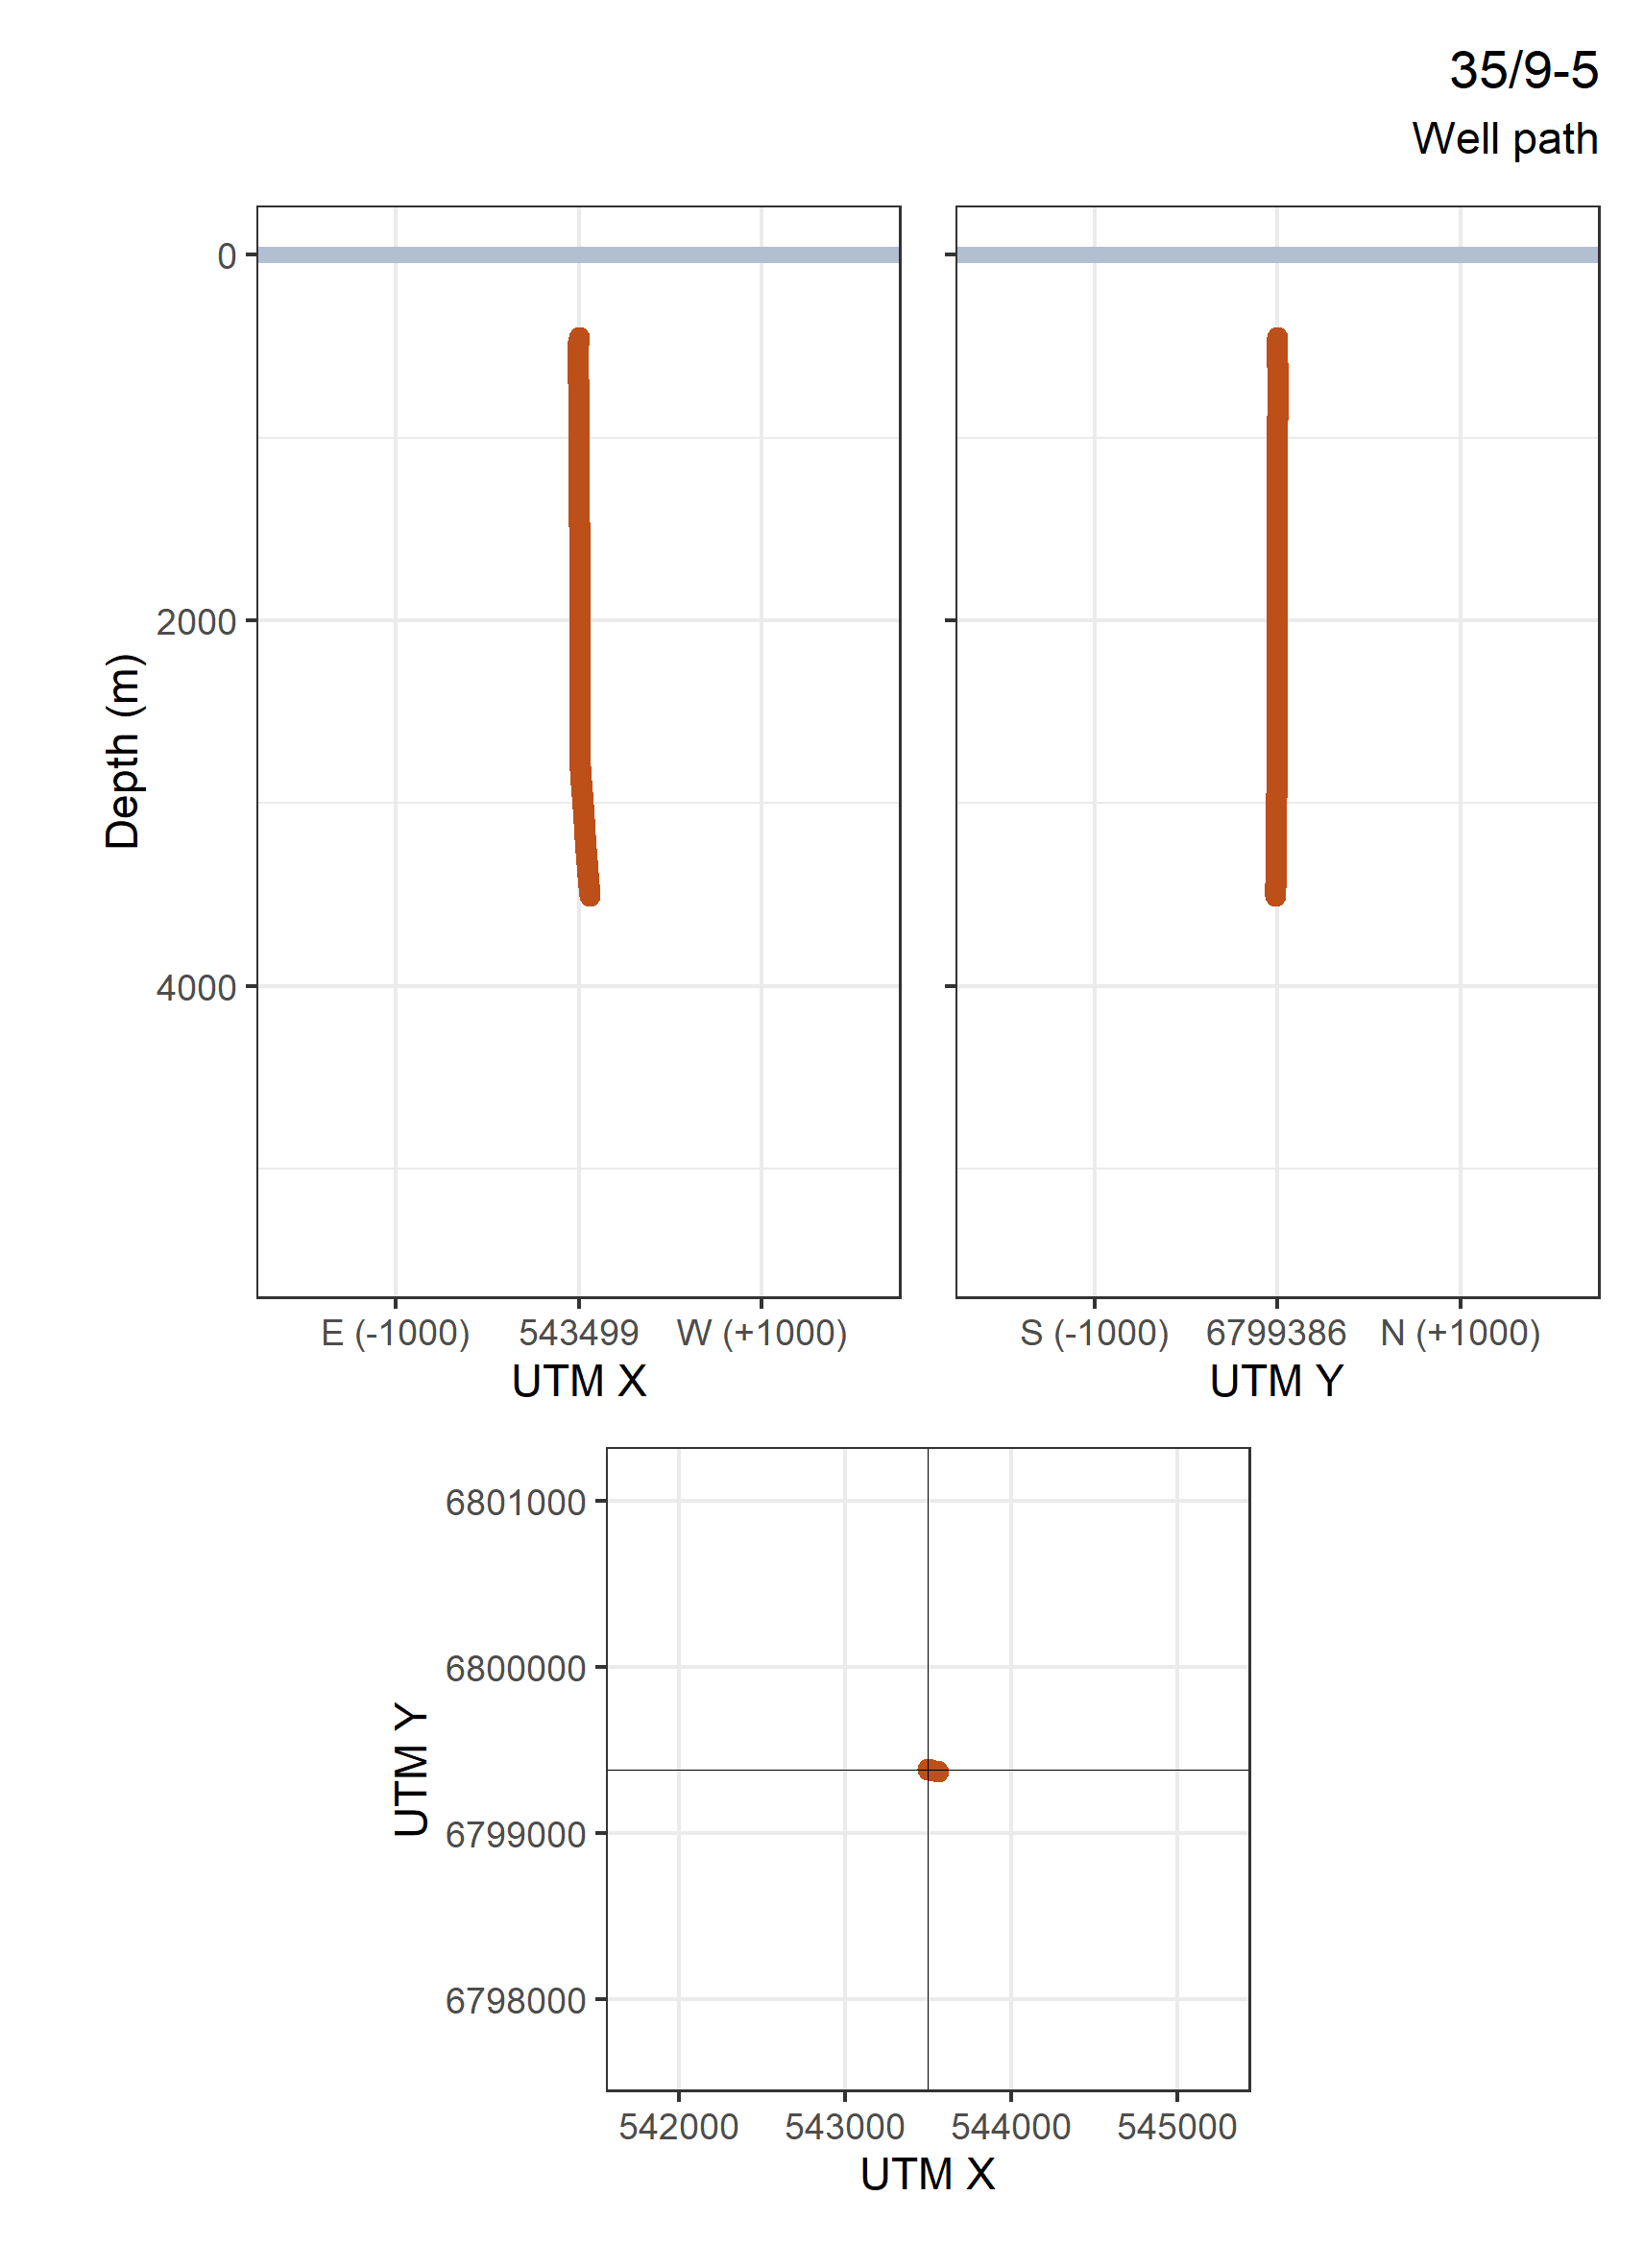 35/9-5
Well path
Depth (m)
0
2000
4000
E (-1000) 543499 W (+1000)
UTM X
S (-1000) 6799386 N (+1000)
UTM Y
UTM Y
6801000
6800000
6799000
6798000
542000 543000 544000 545000
UTM X